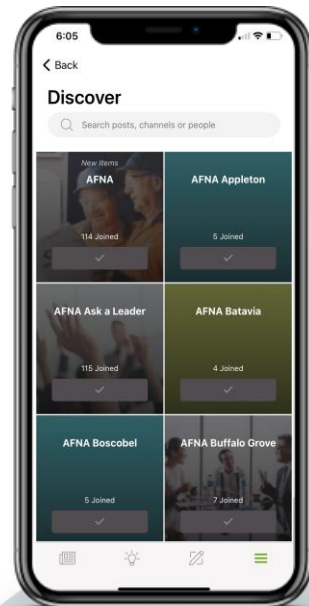 6:05
Back
Discover
Search posts, channels or people
New Items
AFNA
114 Joined
AFNA Appleton
5 Joined
AFNA Ask a Leader
115 Joined
AFNA Batavia
4 Joined
AFNA Boscobel
5 Joined
AFNA Buffalo Grove
7 Joined